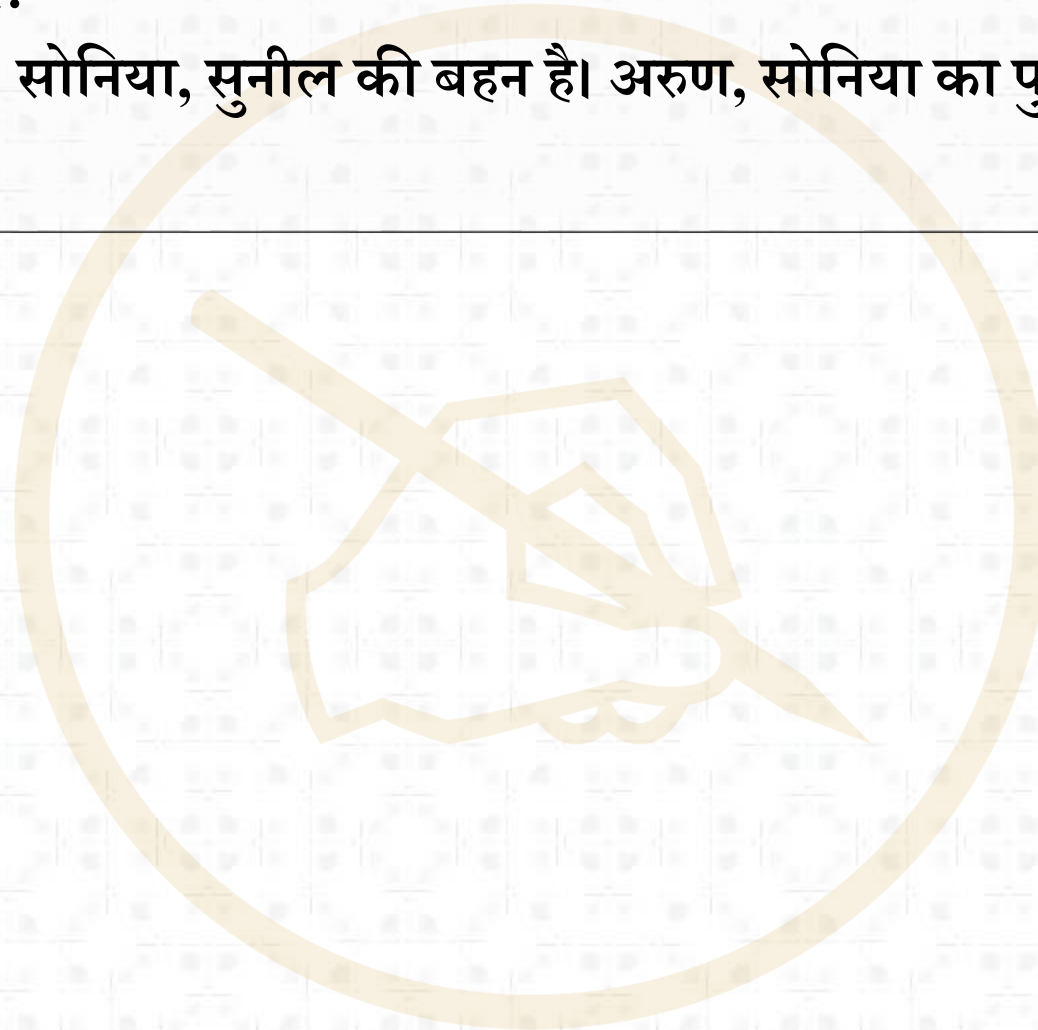 सोनिया, सुनील की बहन है। अरुण, सोनिया का